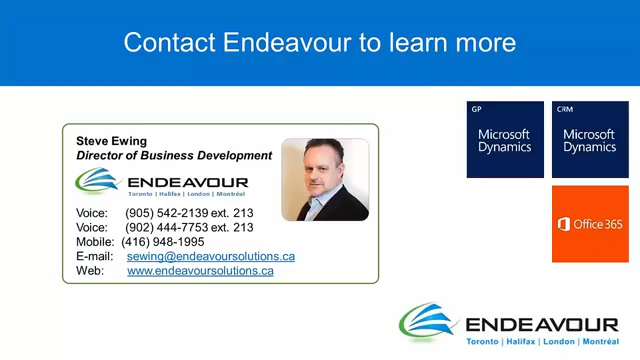 Contact Endeavour to learn more
Steve Ewing
Director of Business Development
ENDEAVOUR
Toronto | Halifax | London | Montréal
Voice: (905) 542-2139 ext. 213
Voice: (902) 444-7753 ext. 213
Mobile: (416) 948-1995
E-mail: sewing@endeavoursolutions.ca
Web: www.endeavoursolutions.ca
GP
Microsoft
Dynamics
CRM
Microsoft
Dynamics
Office 365
ENDEAVOUR
Toronto | Halifax | London | Montréal